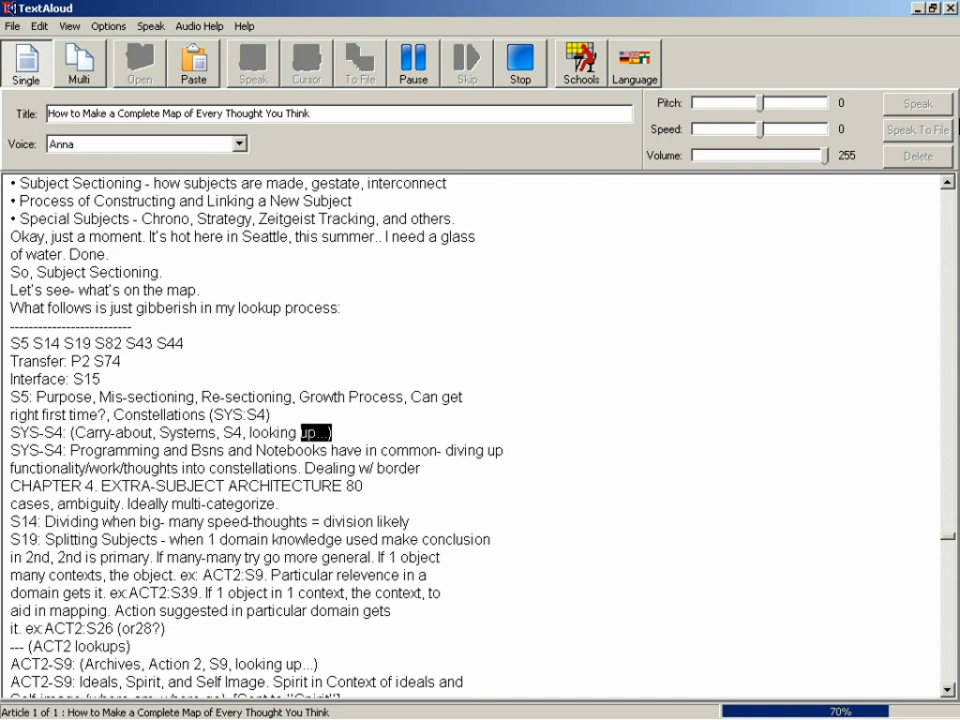 TextAloud
File Edit View Options Speak Audio Help Help
Single Multi Open Paste Speak Cursor To File Pause Skip Stop Schools Language
Title: How to Make a Complete Map of Every Thought You Think
Voice: Anna
Pitch: 0 Speak
Speed: 0 Speak To File
Volume: 255 Delete
• Subject Sectioning - how subjects are made, gestate, interconnect
• Process of Constructing and Linking a New Subject
• Special Subjects - Chrono, Strategy, Zeitgeist Tracking, and others.
Okay, just a moment. It's hot here in Seattle, this summer.. I need a glass
of water. Done.
So, Subject Sectioning.
Let's see- what's on the map.
What follows is just gibberish in my lookup process:
--------------------------
S5 S14 S19 S82 S43 S44
Transfer: P2 S74
Interface: S15
S5: Purpose, Mis-sectioning, Re-sectioning, Growth Process, Can get
right first time?, Constellations (SYS:S4)
SYS-S4: (Carry-about, Systems, S4, looking up...)
SYS-S4: Programming and Bsns and Notebooks have in common- diving up
functionality/work/thoughts into constellations. Dealing w/ border
CHAPTER 4. EXTRA-SUBJECT ARCHITECTURE 80
cases, ambiguity. Ideally multi-categorize.
S14: Dividing when big- many speed-thoughts = division likely
S19: Splitting Subjects - when 1 domain knowledge used make conclusion
in 2nd, 2nd is primary. If many-many try go more general. If 1 object
many contexts, the object. ex: ACT2:S9. Particular relevence in a
domain gets it. ex:ACT2:S39. If 1 object in 1 context, the context, to
aid in mapping. Action suggested in particular domain gets
it. ex:ACT2:S26 (or28?)
--- (ACT2 lookups)
ACT2-S9: (Archives, Action 2, S9, looking up...)
ACT2-S9: Ideals, Spirit, and Self Image. Spirit in Context of ideals and
Article 1 of 1 : How to Make a Complete Map of Every Thought You Think 70%